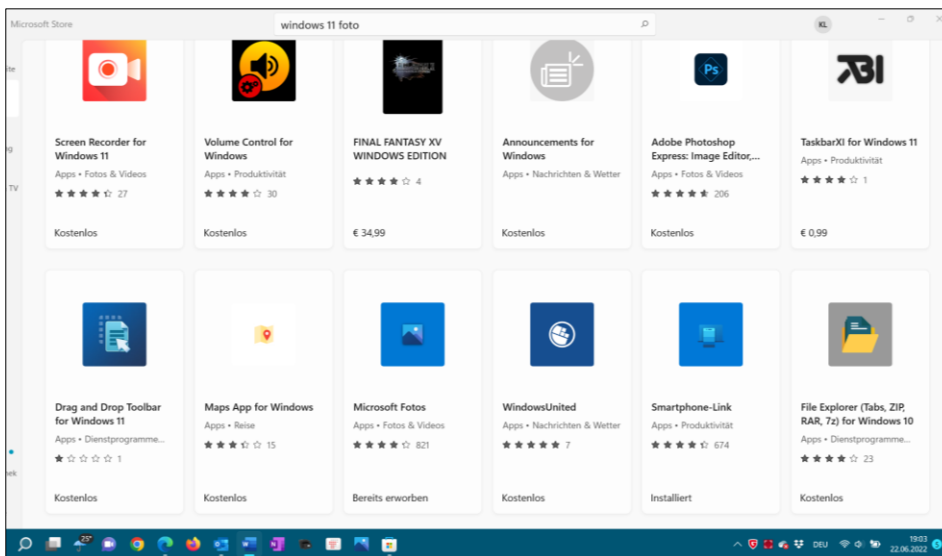 Microsoft Store
windows 11 foto
KL
TV
Ps
Screen Recorder for
Windows 11
Apps • Fotos & Videos
27
Kostenlos
Volume Control for
Windows
Apps • Produktivität
30
Kostenlos
FINAL FANTASY XV
WINDOWS EDITION
4
€ 34,99
Announcements for
Windows
Apps • Nachrichten & Wetter
Kostenlos
Adobe Photoshop
Express: Image Editor,...
Apps • Fotos & Videos
206
Kostenlos
TaskbarXI for Windows 11
Apps • Produktivität
1
€ 0,99
Drag and Drop Toolbar
for Windows 11
Apps • Dienstprogramme...
1
Kostenlos
Maps App for Windows
Apps • Reise
15
Kostenlos
Microsoft Fotos
Apps • Fotos & Videos
821
Bereits erworben
WindowsUnited
Apps • Nachrichten & Wetter
7
Kostenlos
Smartphone-Link
Apps • Produktivität
674
Installiert
File Explorer (Tabs, ZIP,
RAR, 7z) for Windows 10
Apps • Dienstprogramme...
23
Kostenlos
25°
DEU
19:03
22.06.2022